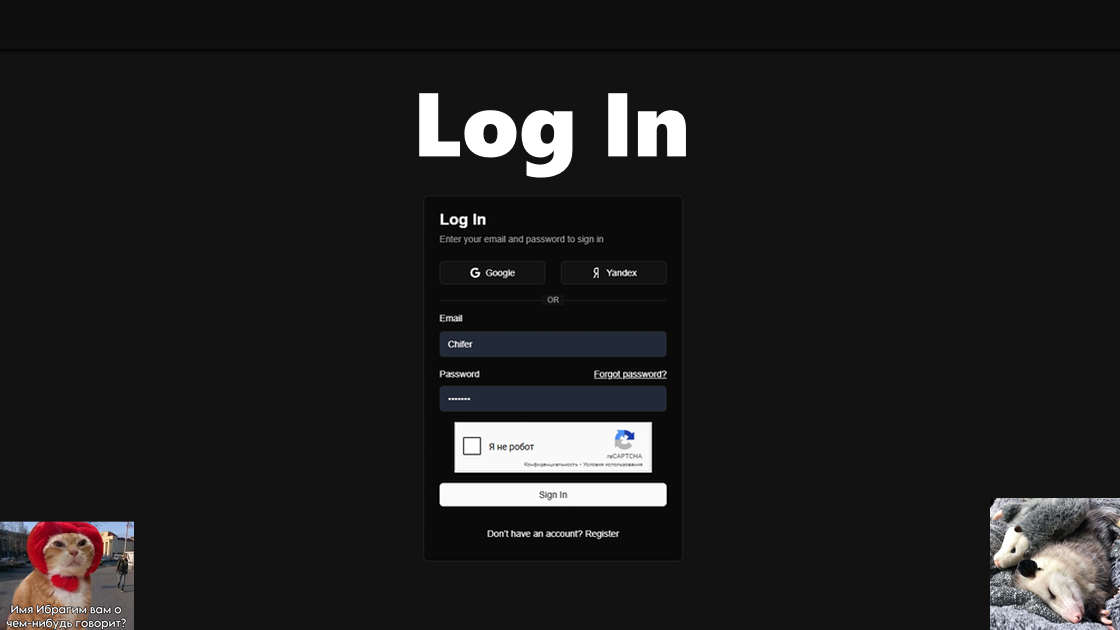 Log In
Log In
Enter your email and password to sign in
Google
Yandex
OR
Email
Chifer
Password Forgot password?
•••••••
Я не робот
reCAPTCHA
Конфиденциальность - Условия использования
Sign In
Don't have an account? Register
Имя Ибрагим вам о
чем-нибудь говорит?